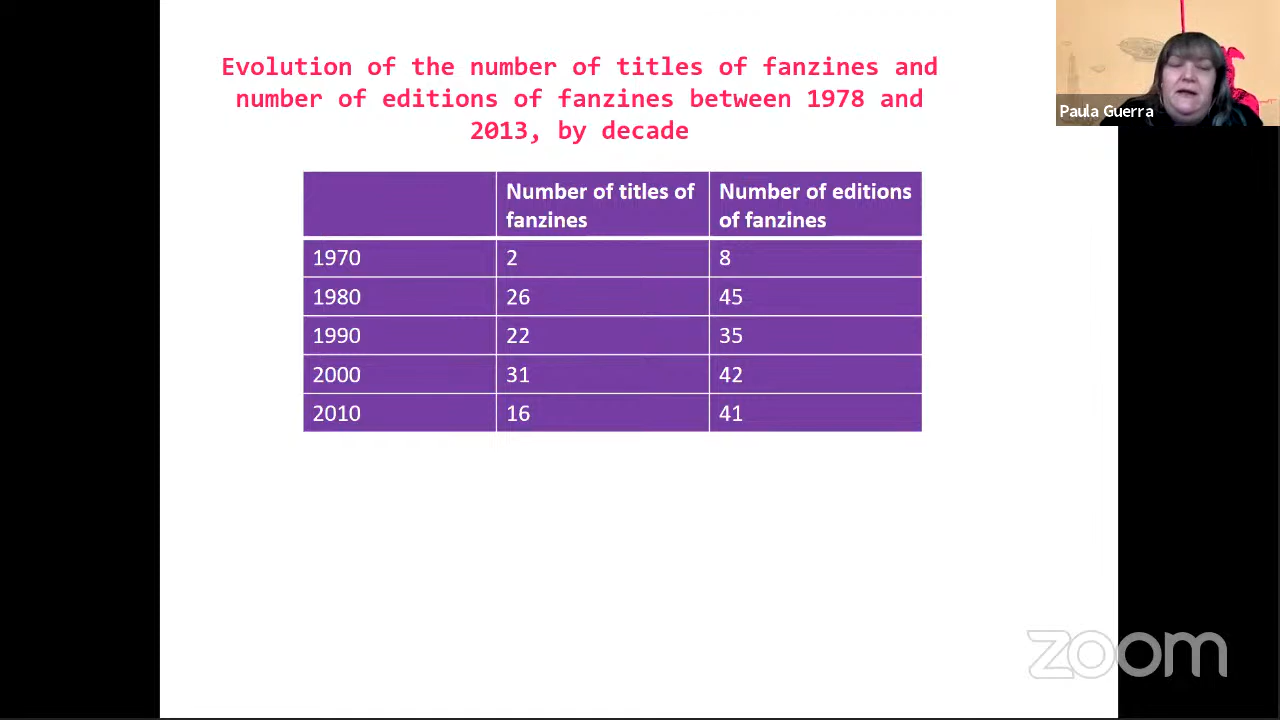 Evolution of the number of titles of fanzines and
number of editions of fanzines between 1978 and
2013, by decade
Paula Guerra
Number of titles of fanzines
Number of editions of fanzines
1970 2 8
1980 26 45
1990 22 35
2000 31 42
2010 16 41
zoom